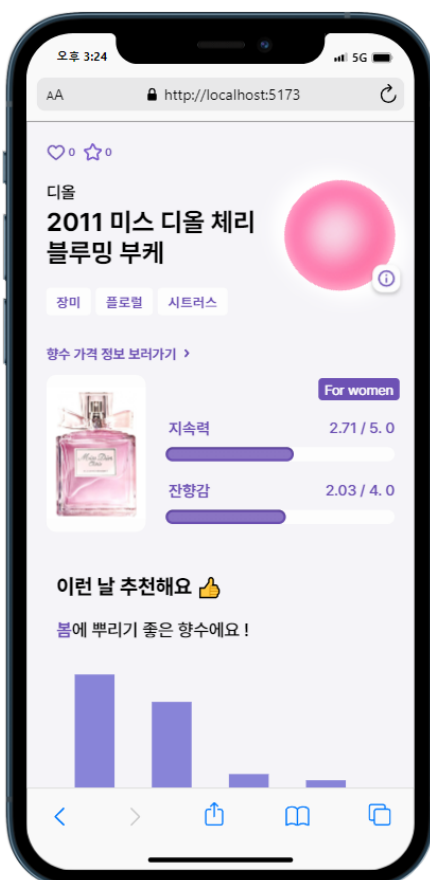 오후 3:24
5G
AA
http://localhost:5173
0
0
디올
2011 미스 디올 체리
블루밍 부케
장미
플로럴
시트러스
향수 가격 정보 보러가기 >
For women
지속력
2.71 / 5. 0
잔향감
2.03 / 4. 0
이런 날 추천해요 👍
봄에 뿌리기 좋은 향수에요 !